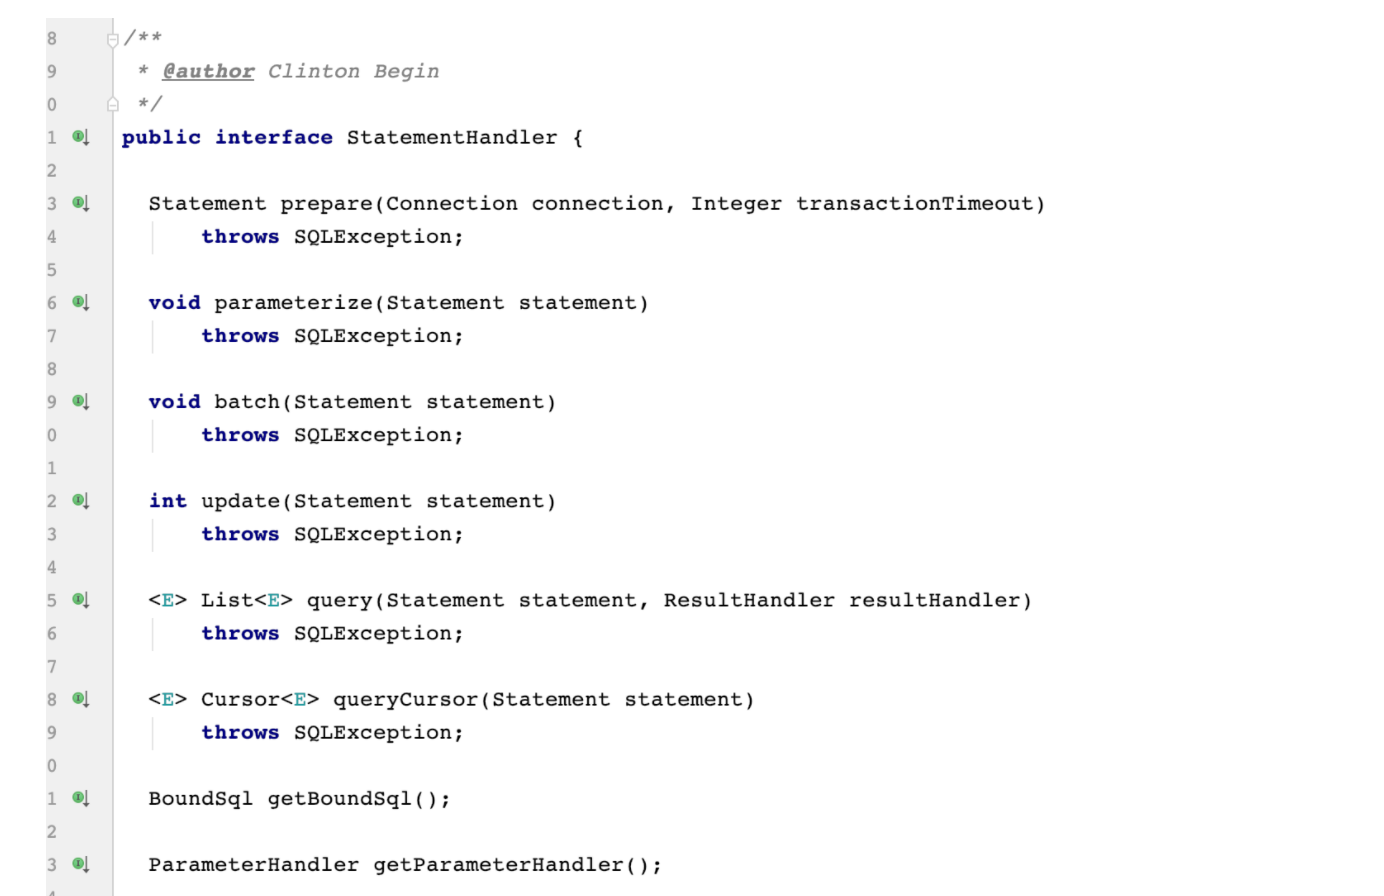 8 /**
9 * @author Clinton Begin
0 */
1 public interface StatementHandler {
2
3 Statement prepare(Connection connection, Integer transactionTimeout)
4 throws SQLException;
5
6 void parameterize(Statement statement)
7 throws SQLException;
8
9 void batch(Statement statement)
0 throws SQLException;
1
2 int update(Statement statement)
3 throws SQLException;
4
5 <E> List<E> query(Statement statement, ResultHandler resultHandler)
6 throws SQLException;
7
8 <E> Cursor<E> queryCursor(Statement statement)
9 throws SQLException;
0
1 BoundSql getBoundSql();
2
3 ParameterHandler getParameterHandler();